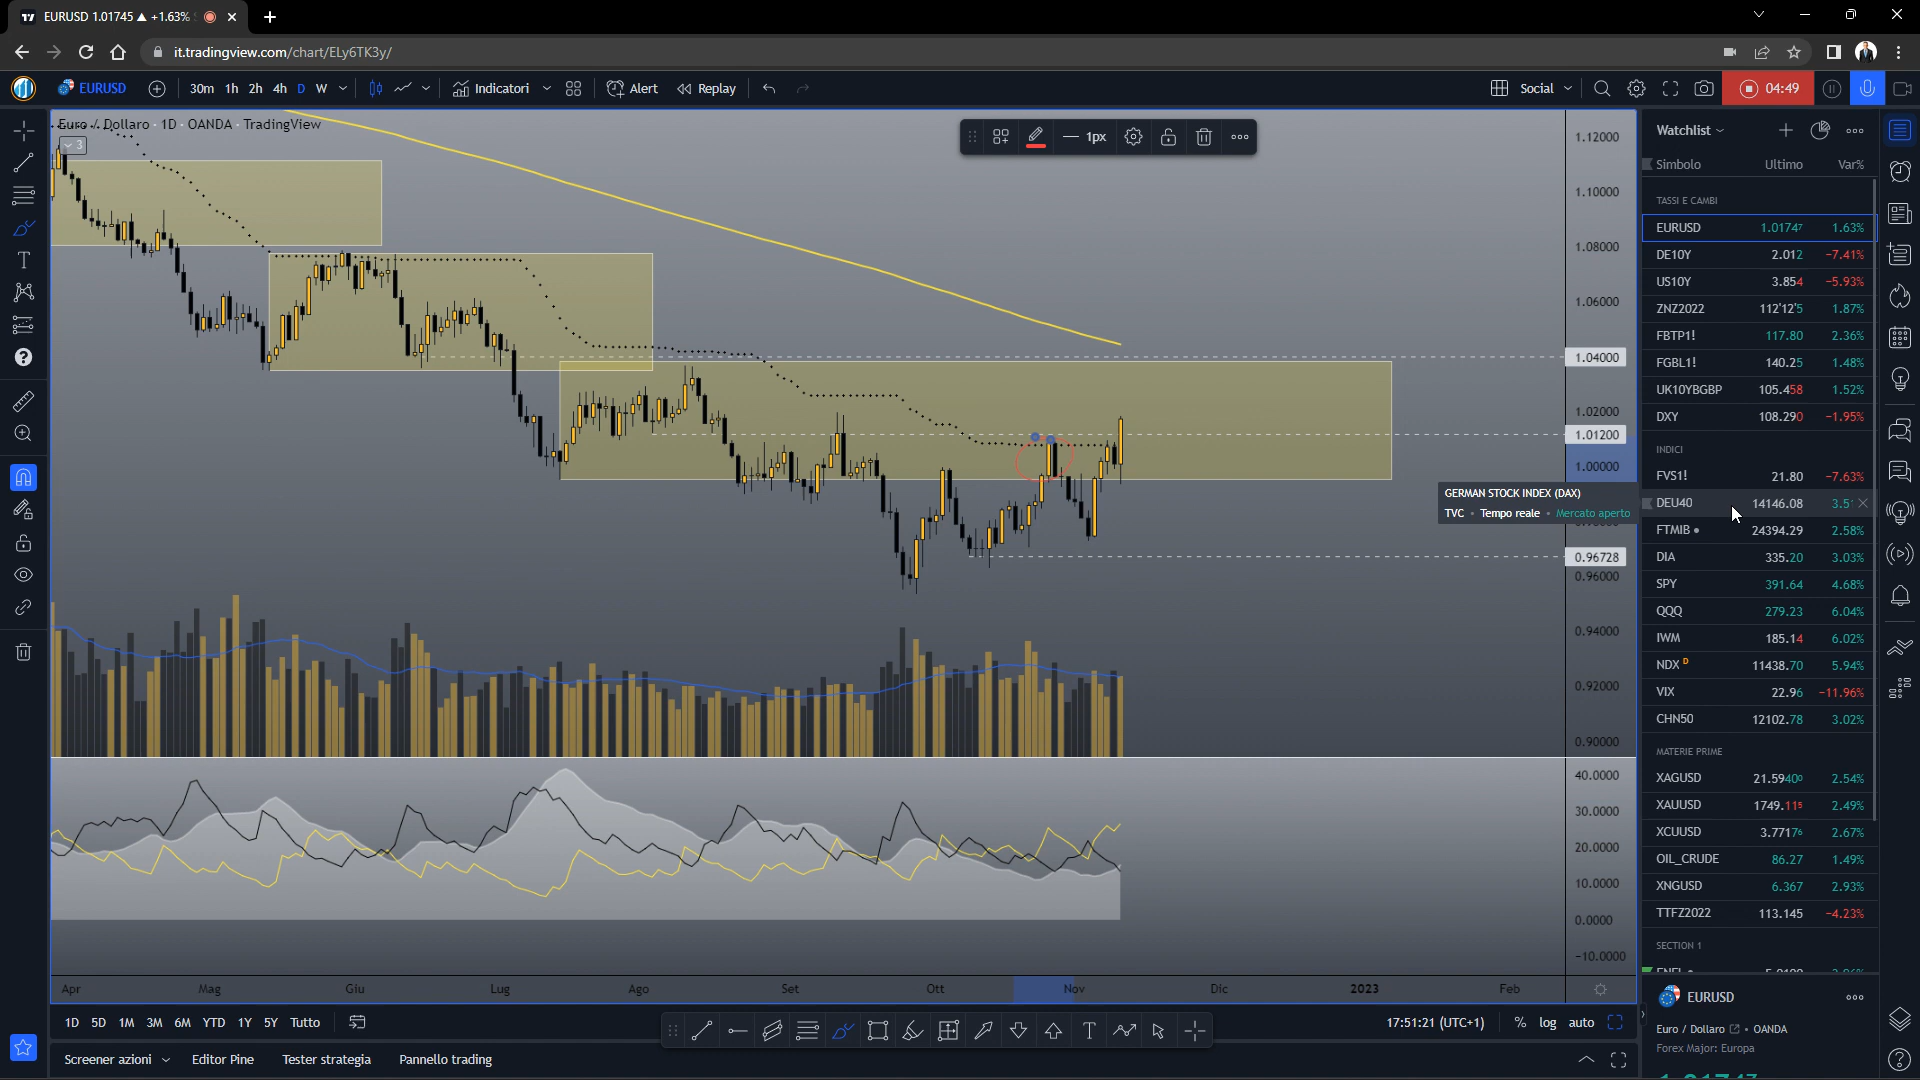 EURUSD 1.01745 ▲ +1.63%
it.tradingview.com/chart/ELy6TK3y/
EURUSD
30m 1h 2h 4h D W
Indicatori
Alert
Replay
Social
04:49
Euro / Dollaro · 1D · OANDA · TradingView
3
1px
1.12000
1.10000
1.08000
1.06000
1.04000
1.02000
1.01200
1.00000
0.96728
0.96000
0.94000
0.92000
0.90000
40.0000
30.0000
20.0000
10.0000
0.0000
-10.0000
GERMAN STOCK INDEX (DAX)
TVC · Tempo reale · Mercato aperto
Apr Mag Giu Lug Ago Set Ott Nov Dic 2023 Feb
1D 5D 1M 3M 6M YTD 1Y 5Y Tutto
17:51:21 (UTC+1) % log auto
Screener azioni Editor Pine Tester strategia Pannello trading
Watchlist
Simbolo Ultimo Var%
TASSI E CAMBI
EURUSD 1.01747 1.63%
DE10Y 2.012 −7.41%
US10Y 3.854 −5.93%
ZNZ2022 112'12'5 1.87%
FBTP1! 117.80 2.36%
FGBL1! 140.25 1.48%
UK10YBGBP 105.458 1.52%
DXY 108.290 −1.95%
INDICI
FVS1! 21.80 −7.63%
DEU40 14146.08 3.5
FTMIB 24394.29 2.58%
DIA 335.20 3.03%
SPY 391.64 4.68%
QQQ 279.23 6.04%
IWM 185.14 6.02%
NDX D 11438.70 5.94%
VIX 22.96 −11.96%
CHN50 12102.78 3.02%
MATERIE PRIME
XAGUSD 21.5940⁰ 2.54%
XAUUSD 1749.11⁵ 2.49%
XCUUSD 3.7717⁶ 2.67%
OIL_CRUDE 86.27 1.49%
XNGUSD 6.367 2.93%
TTFZ2022 113.145 −4.23%
SECTION 1
EURUSD
Euro / Dollaro • OANDA
Forex Major: Europa